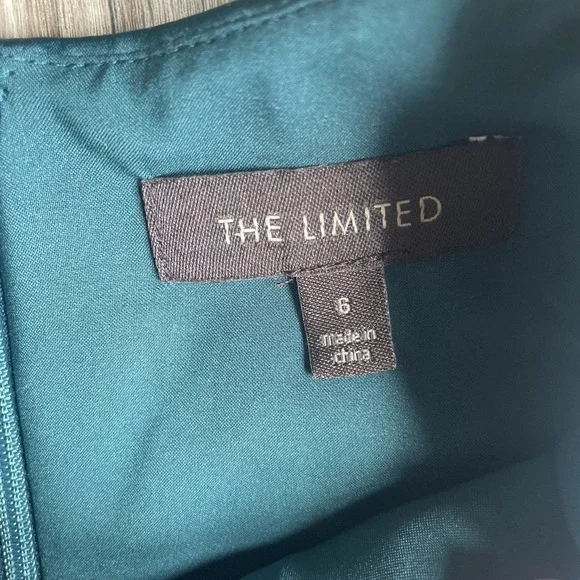 THE LIMITED
6
made in
china